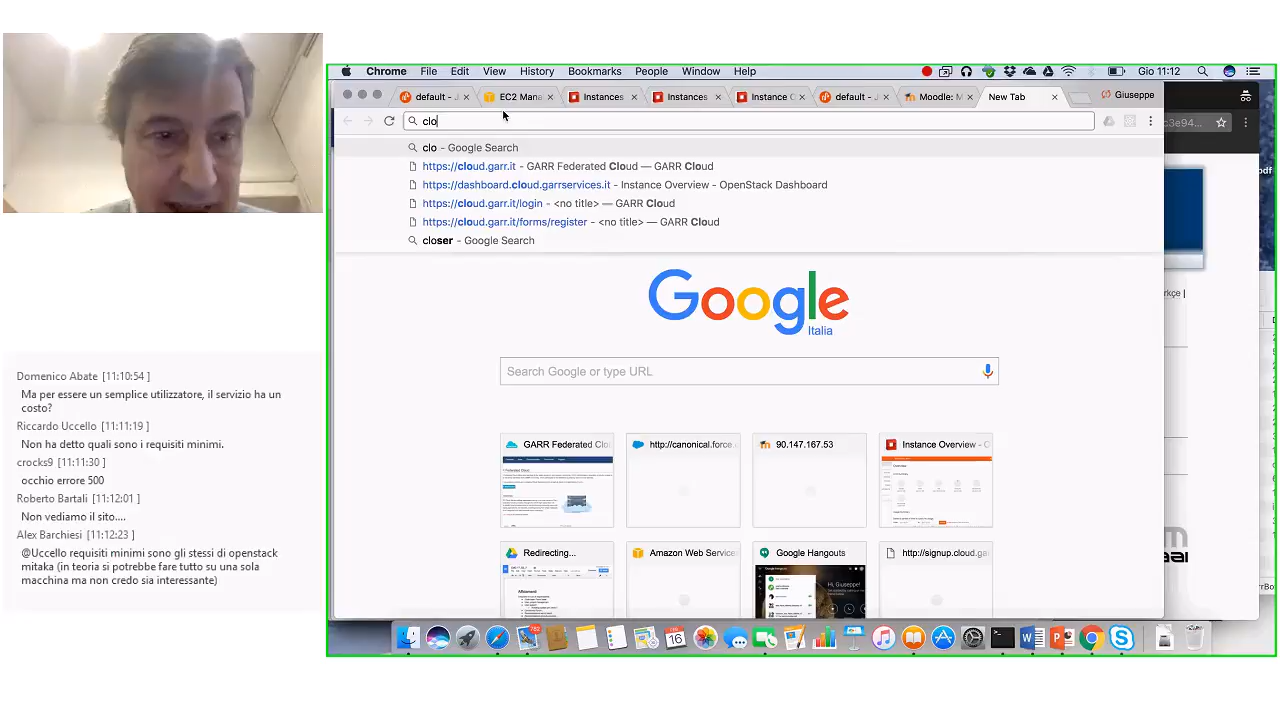 Chrome File Edit View History Bookmarks People Window Help
Gio 11:12
default - J
EC2 Mana
Instances
Instances
Instance O
default - J
Moodle: M
New Tab
Giuseppe
clo
c3e94...
clo - Google Search
https://cloud.garr.it - GARR Federated Cloud — GARR Cloud
https://dashboard.cloud.garrservices.it - Instance Overview - OpenStack Dashboard
https://cloud.garr.it/login - <no title> — GARR Cloud
https://cloud.garr.it/forms/register - <no title> — GARR Cloud
closer - Google Search
pdf
Google
Italia
rkçe |
Search Google or type URL
GARR Federated Clo
http://canonical.force.c
90.147.167.53
Instance Overview - O
Redirecting...
Amazon Web Service
Google Hangouts
http://signup.cloud.ga
Hi, Giuseppe!
762
16
Domenico Abate [11:10:54 ]
Ma per essere un semplice utilizzatore, il servizio ha un
costo?
Riccardo Uccello [11:11:19 ]
Non ha detto quali sono i requisiti minimi.
crocks9 [11:11:30 ]
occhio errore 500
Roberto Bartali [11:12:01 ]
Non vediamo il sito....
Alex Barchiesi [11:12:23 ]
@Uccello requisiti minimi sono gli stessi di openstack
mitaka (in teoria si potrebbe fare tutto su una sola
macchina ma non credo sia interessante)